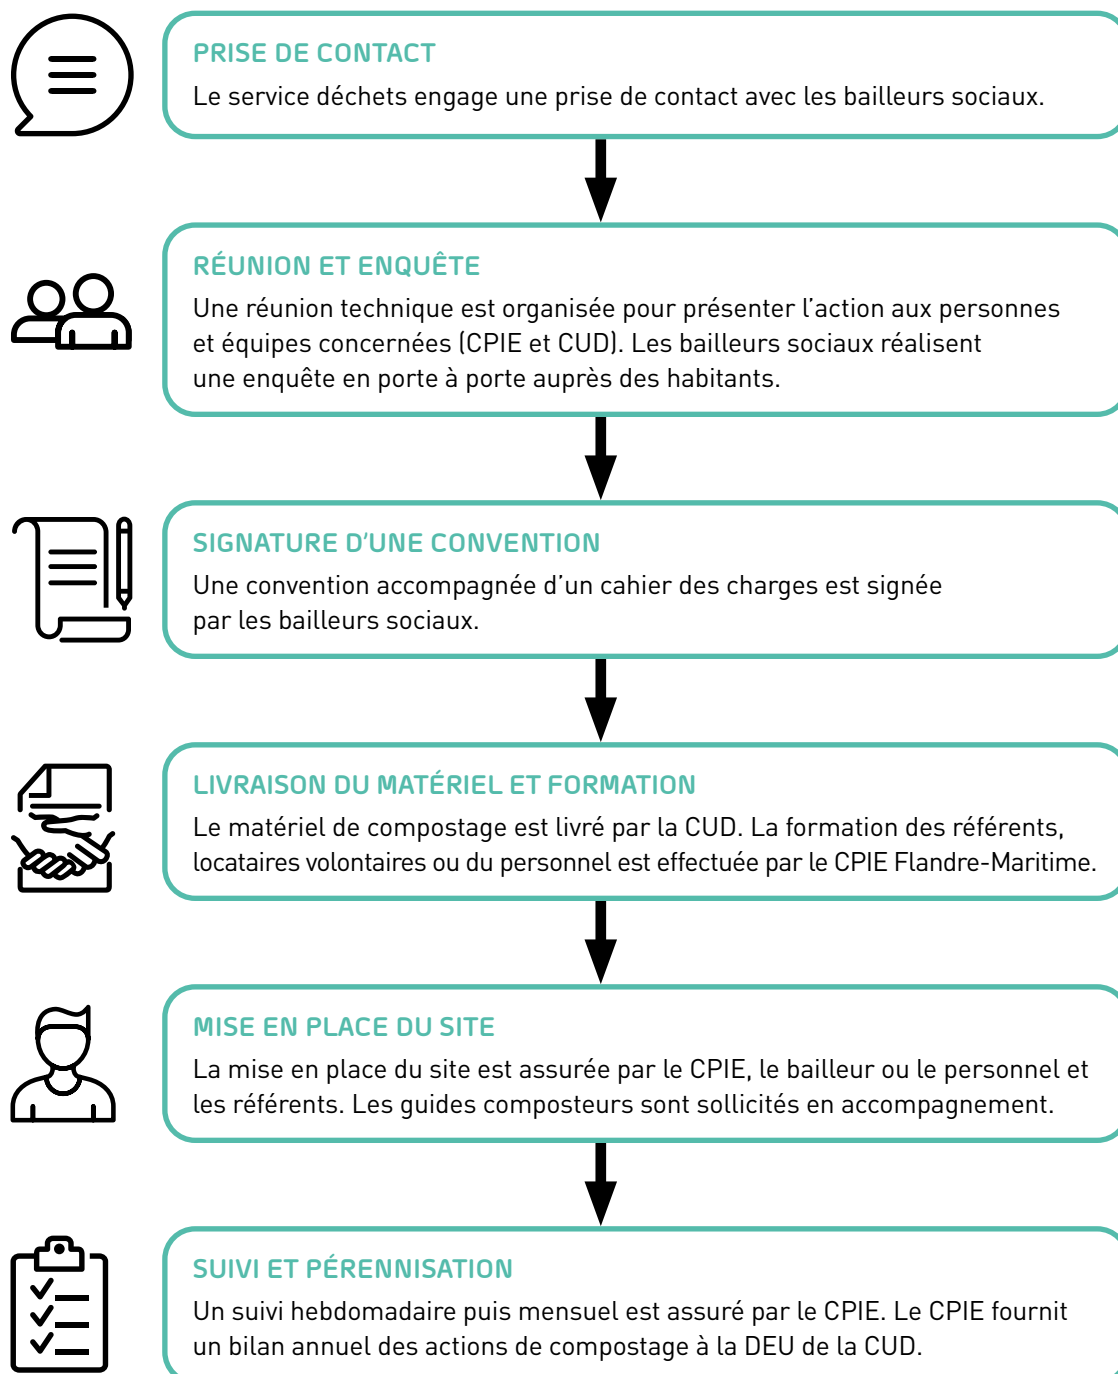 PRISE DE CONTACT
Le service déchets engage une prise de contact avec les bailleurs sociaux.
RÉUNION ET ENQUÊTE
Une réunion technique est organisée pour présenter l’action aux personnes
et équipes concernées (CPIE et CUD). Les bailleurs sociaux réalisent
une enquête en porte à porte auprès des habitants.
SIGNATURE D’UNE CONVENTION
Une convention accompagnée d’un cahier des charges est signée
par les bailleurs sociaux.
LIVRAISON DU MATÉRIEL ET FORMATION
Le matériel de compostage est livré par la CUD. La formation des référents,
locataires volontaires ou du personnel est effectuée par le CPIE Flandre-Maritime.
MISE EN PLACE DU SITE
La mise en place du site est assurée par le CPIE, le bailleur ou le personnel et
les référents. Les guides composteurs sont sollicités en accompagnement.
SUIVI ET PÉRENNISATION
Un suivi hebdomadaire puis mensuel est assuré par le CPIE. Le CPIE fournit
un bilan annuel des actions de compostage à la DEU de la CUD.